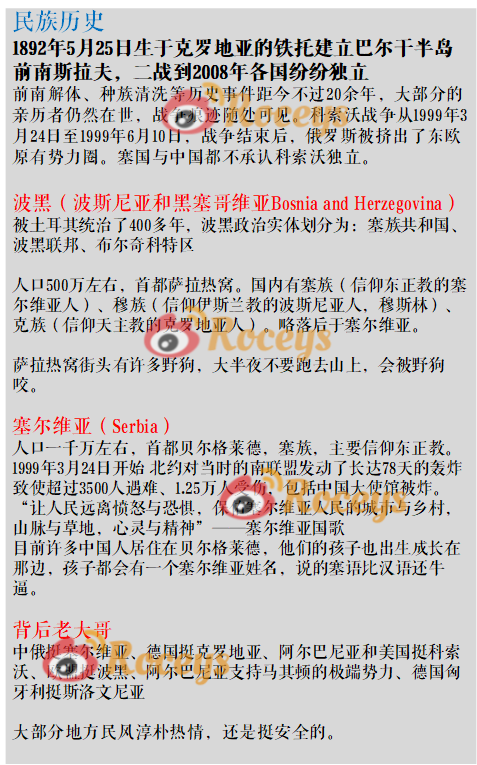 民族历史
1892年5月25日生于克罗地亚的铁托建立巴尔干半岛
前南斯拉夫，二战到2008年各国纷纷独立
前南解体、种族清洗等历史事件距今不过20余年，大部分的
亲历者仍然在世，战争痕迹随处可见。科索沃战争从1999年3
月24日至1999年6月10日，战争结束后，俄罗斯被挤出了东欧
原有势力圈。塞国与中国都不承认科索沃独立。
波黑（波斯尼亚和黑塞哥维亚Bosnia and Herzegovina）
被土耳其统治了400多年，波黑政治实体划分为：塞族共和国、
波黑联邦、布尔奇科特区
人口500万左右，首都萨拉热窝。国内有塞族（信仰东正教的塞
尔维亚人）、穆族（信仰伊斯兰教的波斯尼亚人，穆斯林）、
克族（信仰天主教的克罗地亚人）。略落后于塞尔维亚。
萨拉热窝街头有许多野狗，大半夜不要跑去山上，会被野狗
咬。
塞尔维亚（Serbia）
人口一千万左右，首都贝尔格莱德，塞族，主要信仰东正教。
1999年3月24日开始 北约对当时的南联盟发动了长达78天的轰炸
致使超过3500人遇难、1.25万人受伤，包括中国大使馆被炸。
“让人民远离愤怒与恐惧，保佑塞尔维亚人民的城市与乡村，
山脉与草地，心灵与精神”——塞尔维亚国歌
目前许多中国人居住在贝尔格莱德，他们的孩子也出生成长在
那边，孩子都会有一个塞尔维亚姓名，说的塞语比汉语还牛
逼。
背后老大哥
中俄挺塞尔维亚、德国挺克罗地亚、阿尔巴尼亚和美国挺科索
沃、欧盟挺波黑、阿尔巴尼亚支持马其顿的极端势力、德国匈
牙利挺斯洛文尼亚
大部分地方民风淳朴热情，还是挺安全的。
Roceys
Roceys
Roceys
Roceys